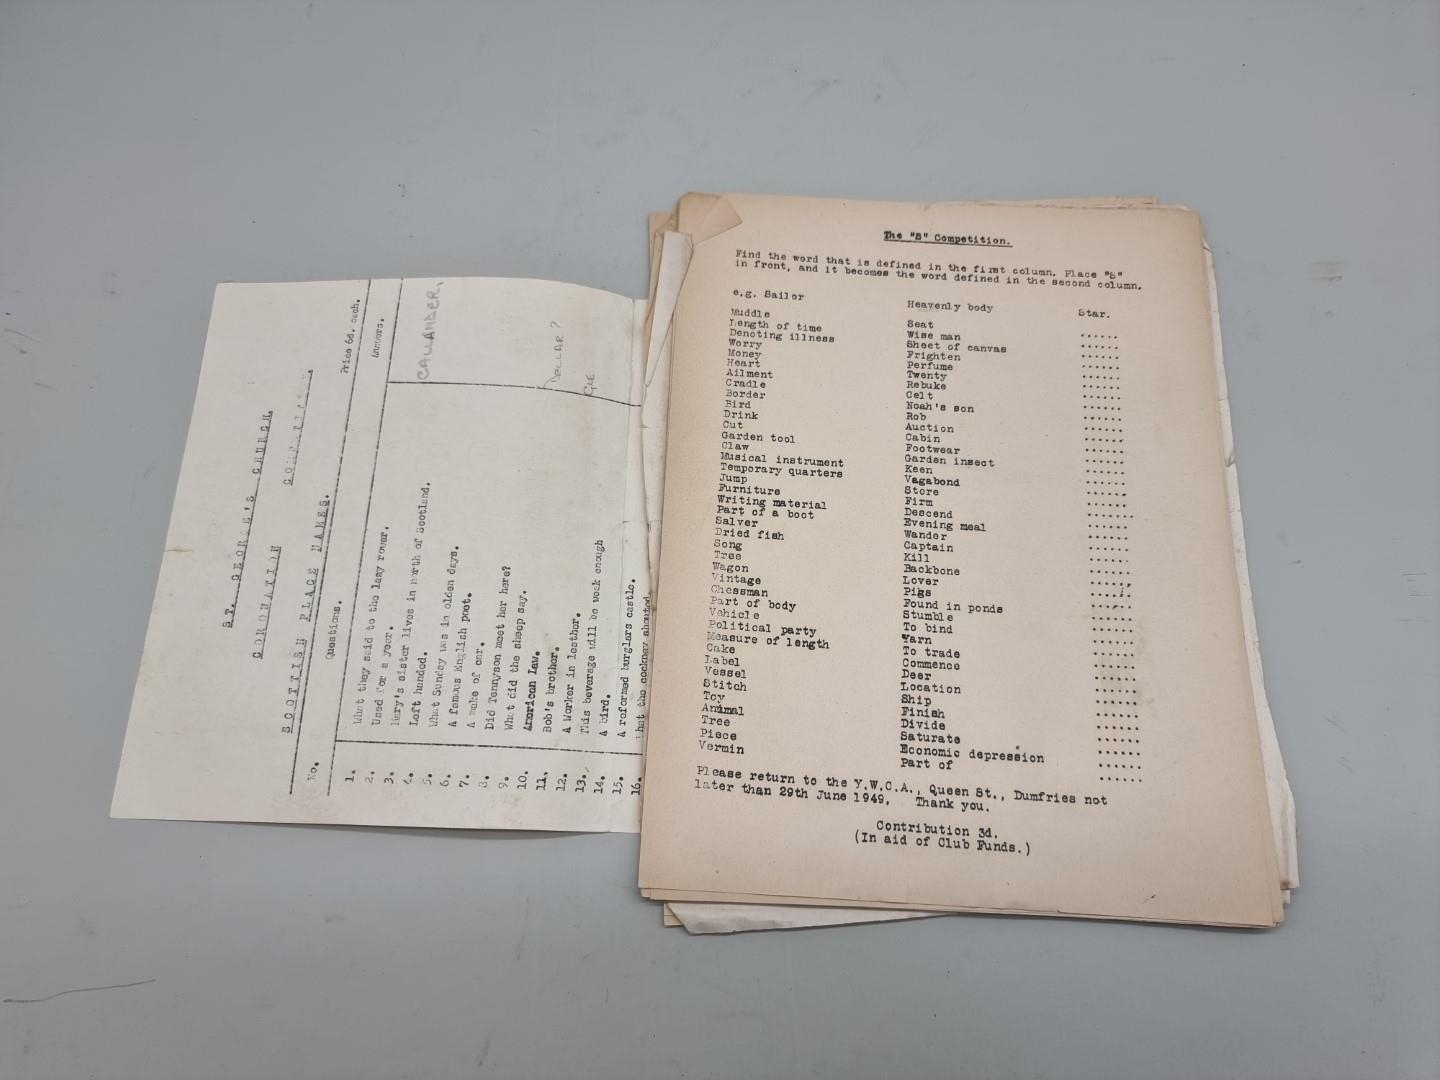 ST. GEORGE'S CHURCH.
CORONATION COMPETITION
SCOTTISH PLACE NAMES.
Price 6d. each.
No. Questions. Answers.
1. What they said to the lazy rower.
2. Used for a year.
3. Mary's sister lives in north of Scotland.
4. Left handed. CALLANDER.
5. What Sunday was in olden days.
6. A famous English poet.
7. A make of car.
8. Did Tennyson meet her here?
9. What did the sheep say.
10. American Law.
11. Bob's brother. DOLLAR?
12. A Worker in leather.
13. This beverage will be weak enough
14. A bird.
15. A reformed burglars castle.
16. What the cockney shouted
The "S" Competition.
Find the word that is defined in the first column. Place "S"
in front, and it becomes the word defined in the second column.
e.g. Sailor Heavenly body Star.
Muddle Seat ......
Length of time Wise man ......
Denoting illness Sheet of canvas ......
Worry Frighten ......
Money Perfume ......
Heart Twenty ......
Ailment Rebuke ......
Cradle Celt ......
Border Noah's son ......
Bird Rob ......
Drink Auction ......
Cut Cabin ......
Garden tool Footwear ......
Claw Garden insect ......
Musical instrument Keen ......
Temporary quarters Vagabond ......
Jump Store ......
Furniture Firm ......
Writing material Descend ......
Part of a boot Evening meal ......
Salver Wander ......
Dried fish Captain ......
Song Kill ......
Tree Backbone ......
Wagon Lover ......
Vintage Pigs ......
Chessman Found in ponds ......
Part of body Stumble ......
Vehicle To bind ......
Political party Yarn ......
Measure of length To trade ......
Cake Commence ......
Label Deer ......
Vessel Location ......
Stitch Ship ......
Toy Finish ......
Animal Divide ......
Tree Saturate ......
Piece Economic depression ......
Vermin Part of ......
Please return to the Y.W.C.A., Queen St., Dumfries not
later than 29th June 1949. Thank you.
Contribution 3d.
(In aid of Club Funds.)